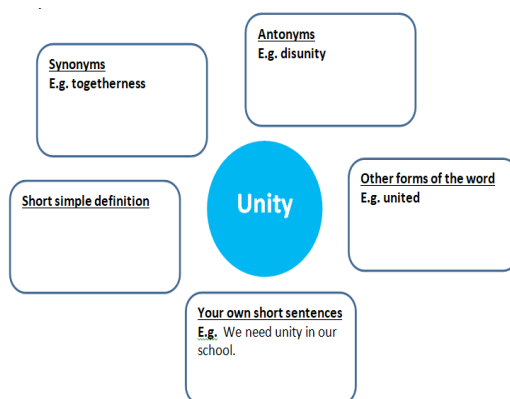 Antonyms
E.g. disunity
Synonyms
E.g. togetherness
Unity
Other forms of the word
E.g. united
Short simple definition
Your own short sentences
E.g. We need unity in our
school.